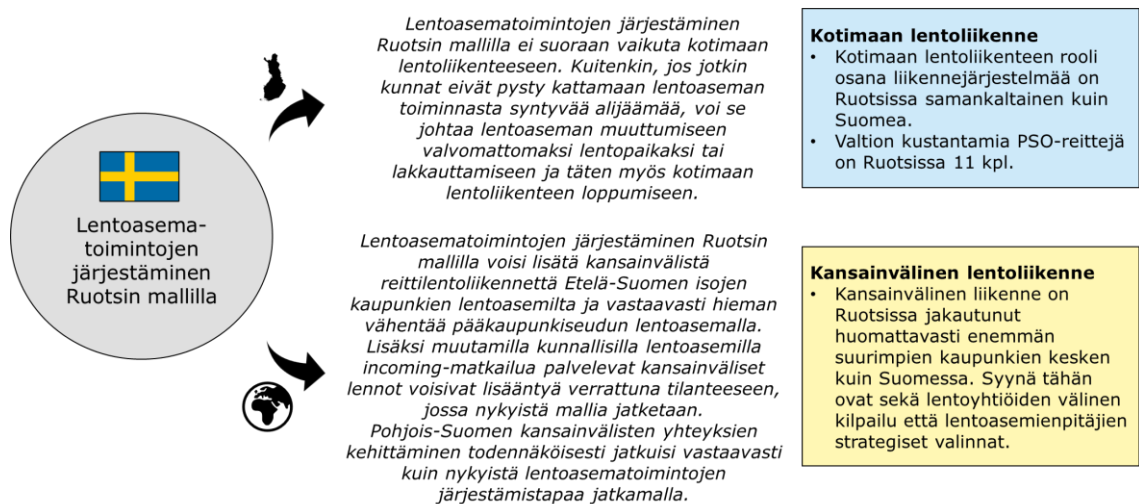 Lentoasema-
toimintojen
järjestäminen
Ruotsin mallilla
Lentoasematoimintojen järjestäminen
Ruotsin mallilla ei suoraan vaikuta kotimaan
lentoliikenteeseen. Kuitenkin, jos jotkin
kunnat eivät pysty kattamaan lentoaseman
toiminnasta syntyvää alijäämää, voi se
johtaa lentoaseman muuttumiseen
valvomattomaksi lentopaikaksi tai
lakkauttamiseen ja täten myös kotimaan
lentoliikenteen loppumiseen.
Kotimaan lentoliikenne
• Kotimaan lentoliikenteen rooli
osana liikennejärjestelmää on
Ruotsissa samankaltainen kuin
Suomea.
• Valtion kustantamia PSO-reittejä
on Ruotsissa 11 kpl.
Lentoasematoimintojen järjestäminen Ruotsin
mallilla voisi lisätä kansainvälistä
reittilentoliikennettä Etelä-Suomen isojen
kaupunkien lentoasemilta ja vastaavasti hieman
vähentää pääkaupunkiseudun lentoasemalla.
Lisäksi muutamilla kunnallisilla lentoasemilla
incoming-matkailua palvelevat kansainväliset
lennot voisivat lisääntyä verrattuna tilanteeseen,
jossa nykyistä mallia jatketaan.
Pohjois-Suomen kansainvälisten yhteyksien
kehittäminen todennäköisesti jatkuisi vastaavasti
kuin nykyistä lentoasematoimintojen
järjestämistapaa jatkamalla.
Kansainvälinen lentoliikenne
• Kansainvälinen liikenne on
Ruotsissa jakautunut
huomattavasti enemmän
suurimpien kaupunkien kesken
kuin Suomessa. Syynä tähän
ovat sekä lentoyhtiöiden välinen
kilpailu että lentoasemienpitäjien
strategiset valinnat.